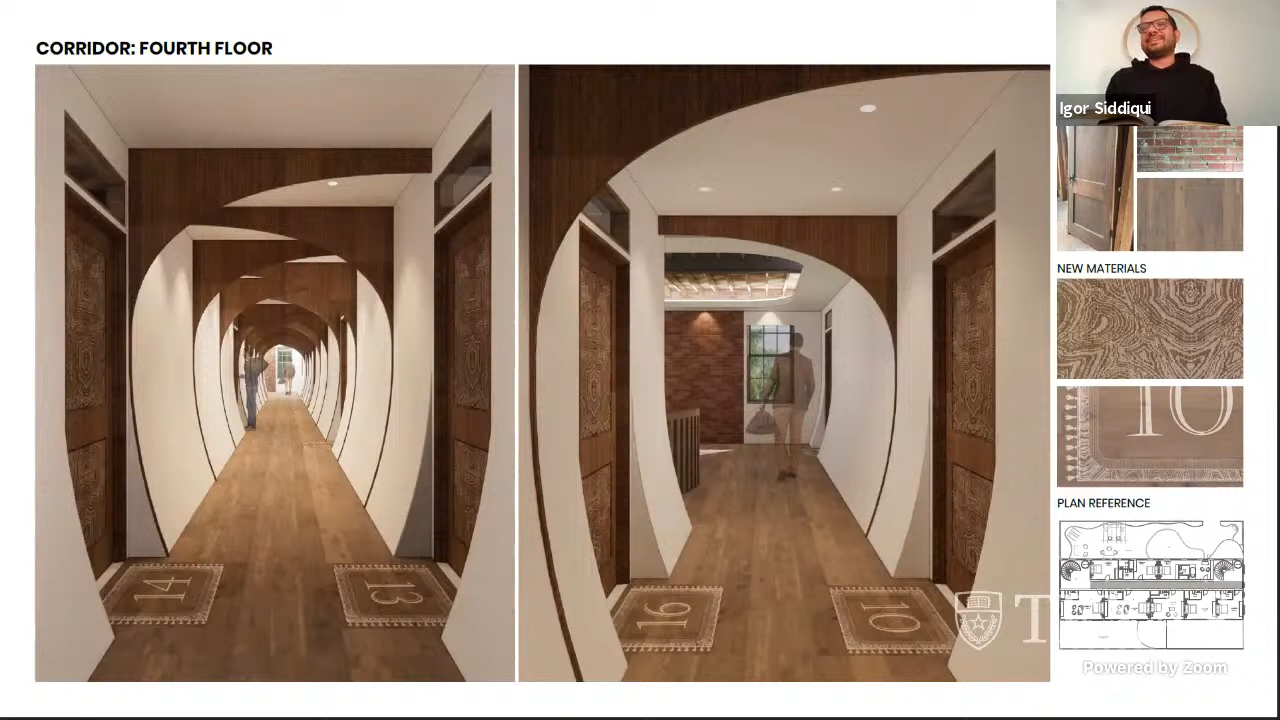 CORRIDOR: FOURTH FLOOR
Igor Siddiqui
NEW MATERIALS
10
PLAN REFERENCE
14
13
16
10
T
Powered by Zoom